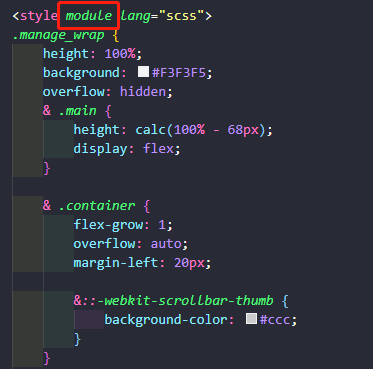 <style module lang="scss">
.manage_wrap {
    height: 100%;
    background: #F3F3F5;
    overflow: hidden;
    & .main {
        height: calc(100% - 68px);
        display: flex;
    }

    & .container {
        flex-grow: 1;
        overflow: auto;
        margin-left: 20px;

        &::-webkit-scrollbar-thumb {
            background-color: #ccc;
        }
    }